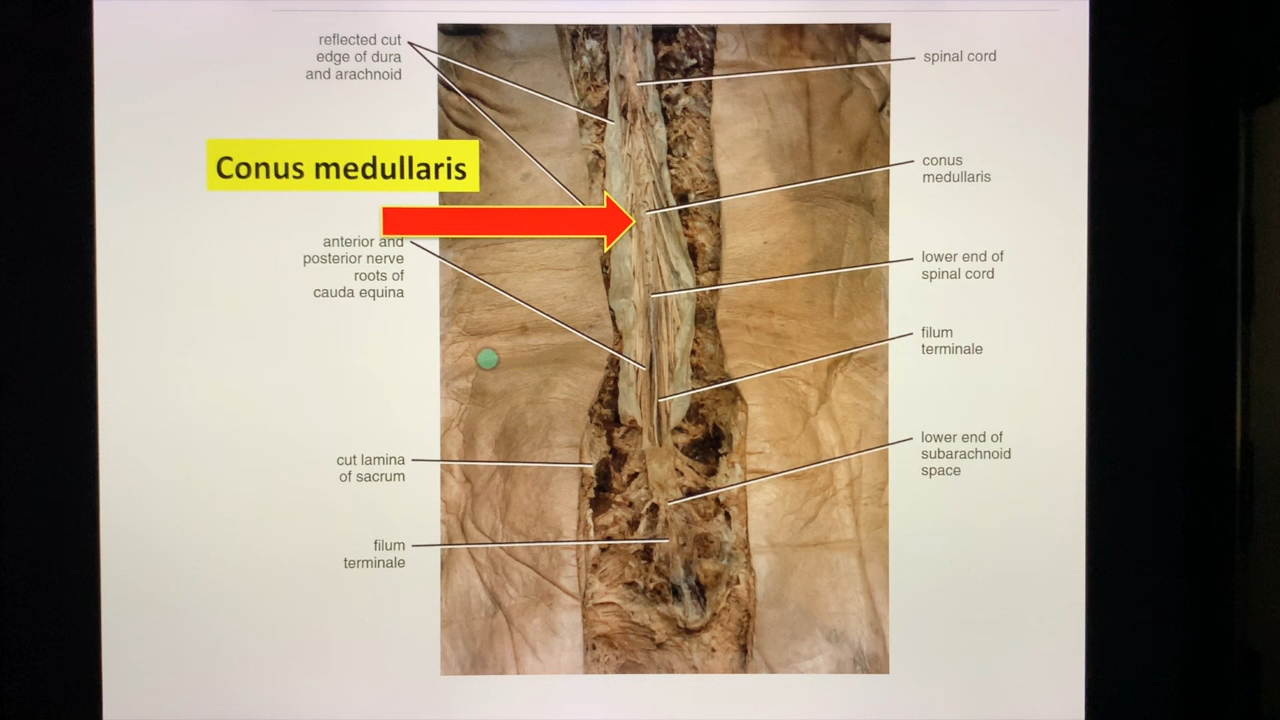 reflected cut
edge of dura
and arachnoid
Conus medullaris
anterior and
posterior nerve
roots of
cauda equina
cut lamina
of sacrum
filum
terminale
spinal cord
conus
medullaris
lower end of
spinal cord
filum
terminale
lower end of
subarachnoid
space